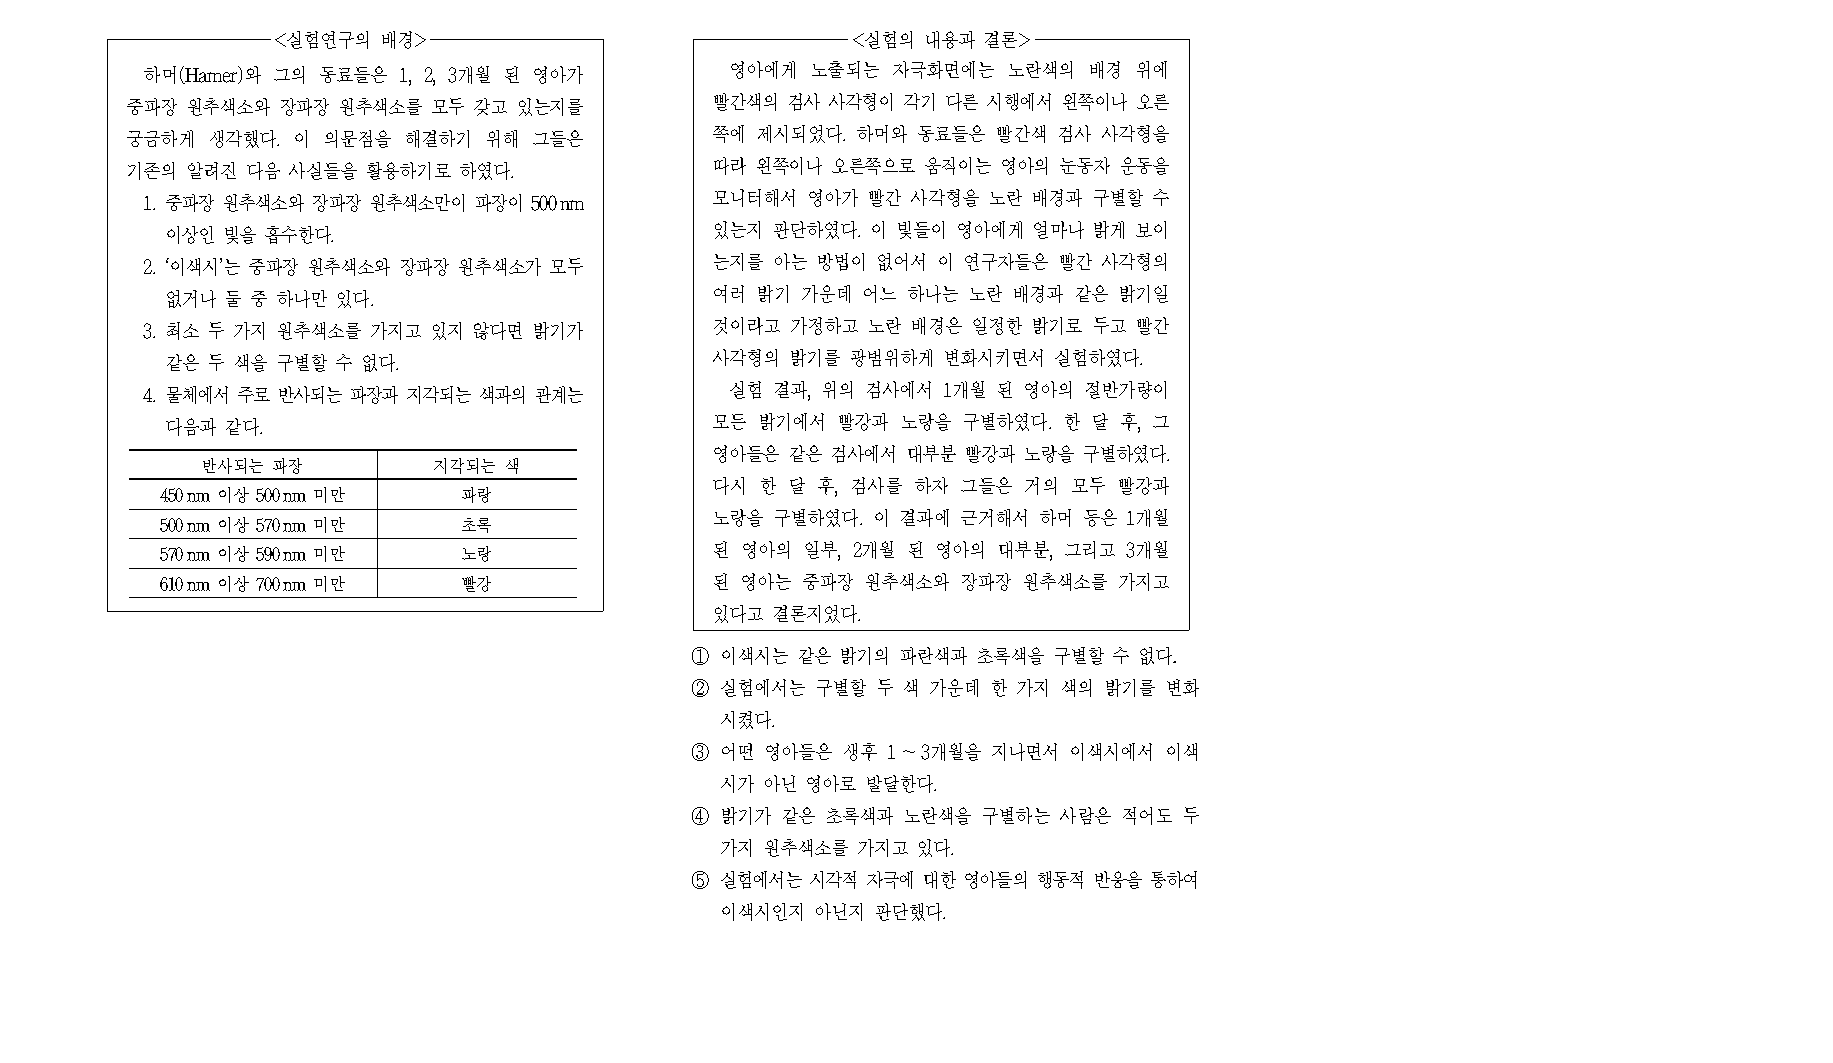 <실험연구의 배경>
하머(Hamer)와 그의 동료들은 1, 2, 3개월 된 영아가
중파장 원추색소와 장파장 원추색소를 모두 갖고 있는지를
궁금하게 생각했다. 이 의문점을 해결하기 위해 그들은
기존의 알려진 다음 사실들을 활용하기로 하였다.
1. 중파장 원추색소와 장파장 원추색소만이 파장이 500nm
이상인 빛을 흡수한다.
2. ‘이색시’는 중파장 원추색소와 장파장 원추색소가 모두
없거나 둘 중 하나만 있다.
3. 최소 두 가지 원추색소를 가지고 있지 않다면 밝기가
같은 두 색을 구별할 수 없다.
4. 물체에서 주로 반사되는 파장과 지각되는 색과의 관계는
다음과 같다.
반사되는 파장 지각되는 색
450nm 이상 500nm 미만 파랑
500nm 이상 570nm 미만 초록
570nm 이상 590nm 미만 노랑
610nm 이상 700nm 미만 빨강
<실험의 내용과 결론>
영아에게 노출되는 자극화면에는 노란색의 배경 위에
빨간색의 검사 사각형이 각기 다른 시행에서 왼쪽이나 오른
쪽에 제시되었다. 하머와 동료들은 빨간색 검사 사각형을
따라 왼쪽이나 오른쪽으로 움직이는 영아의 눈동자 운동을
모니터해서 영아가 빨간 사각형을 노란 배경과 구별할 수
있는지 판단하였다. 이 빛들이 영아에게 얼마나 밝게 보이
는지를 아는 방법이 없어서 이 연구자들은 빨간 사각형의
여러 밝기 가운데 어느 하나는 노란 배경과 같은 밝기일
것이라고 가정하고 노란 배경은 일정한 밝기로 두고 빨간
사각형의 밝기를 광범위하게 변화시키면서 실험하였다.
실험 결과, 위의 검사에서 1개월 된 영아의 절반가량이
모든 밝기에서 빨강과 노랑을 구별하였다. 한 달 후, 그
영아들은 같은 검사에서 대부분 빨강과 노랑을 구별하였다.
다시 한 달 후, 검사를 하자 그들은 거의 모두 빨강과
노랑을 구별하였다. 이 결과에 근거해서 하머 등은 1개월
된 영아의 일부, 2개월 된 영아의 대부분, 그리고 3개월
된 영아는 중파장 원추색소와 장파장 원추색소를 가지고
있다고 결론지었다.
① 이색시는 같은 밝기의 파란색과 초록색을 구별할 수 없다.
② 실험에서는 구별할 두 색 가운데 한 가지 색의 밝기를 변화
시켰다.
③ 어떤 영아들은 생후 1 ~ 3개월을 지나면서 이색시에서 이색
시가 아닌 영아로 발달한다.
④ 밝기가 같은 초록색과 노란색을 구별하는 사람은 적어도 두
가지 원추색소를 가지고 있다.
⑤ 실험에서는 시각적 자극에 대한 영아들의 행동적 반응을 통하여
이색시인지 아닌지 판단했다.